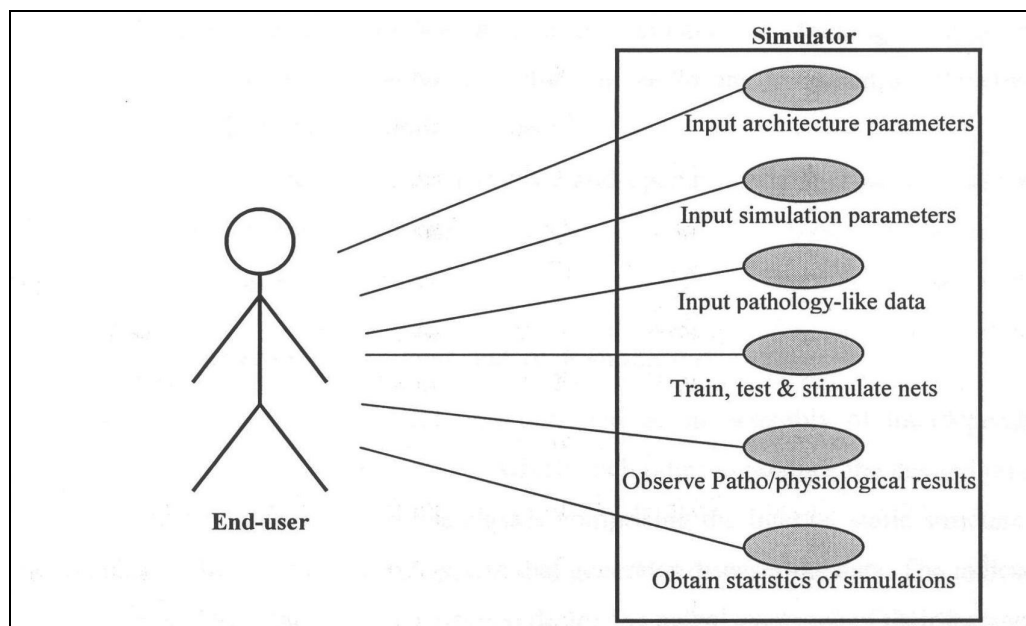 Simulator
Input architecture parameters
Input simulation parameters
Input pathology-like data
Train, test & stimulate nets
Observe Patho/physiological results
End-user
Obtain statistics of simulations